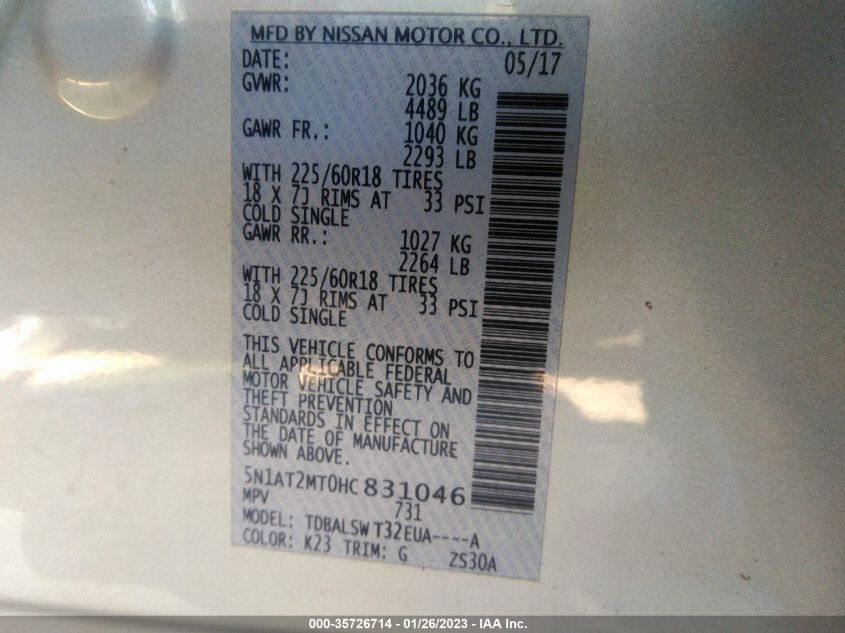 MFD BY NISSAN MOTOR CO., LTD.
DATE: 05/17
GVWR: 2036 KG
4489 LB
GAWR FR.: 1040 KG
2293 LB
WITH 225/60R18 TIRES
18 X 7J RIMS AT 33 PSI
COLD SINGLE
GAWR RR.: 1027 KG
2264 LB
WITH 225/60R18 TIRES
18 X 7J RIMS AT 33 PSI
COLD SINGLE
THIS VEHICLE CONFORMS TO
ALL APPLICABLE FEDERAL
MOTOR VEHICLE SAFETY AND
THEFT PREVENTION
STANDARDS IN EFFECT ON
THE DATE OF MANUFACTURE
SHOWN ABOVE.
5N1AT2MT0HC831046
MPV 731
MODEL: TDBALSW T32EUA----A
COLOR: K23 TRIM: G ZS30A
000-35726714 - 01/26/2023 - IAA Inc.